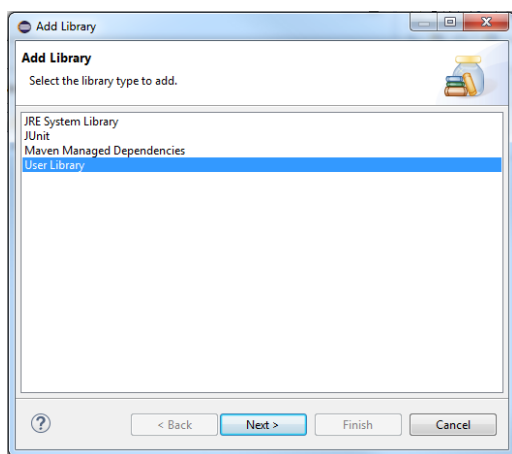 Add Library
Add Library
Select the library type to add.
JRE System Library
JUnit
Maven Managed Dependencies
User Library
?
< Back
Next >
Finish
Cancel